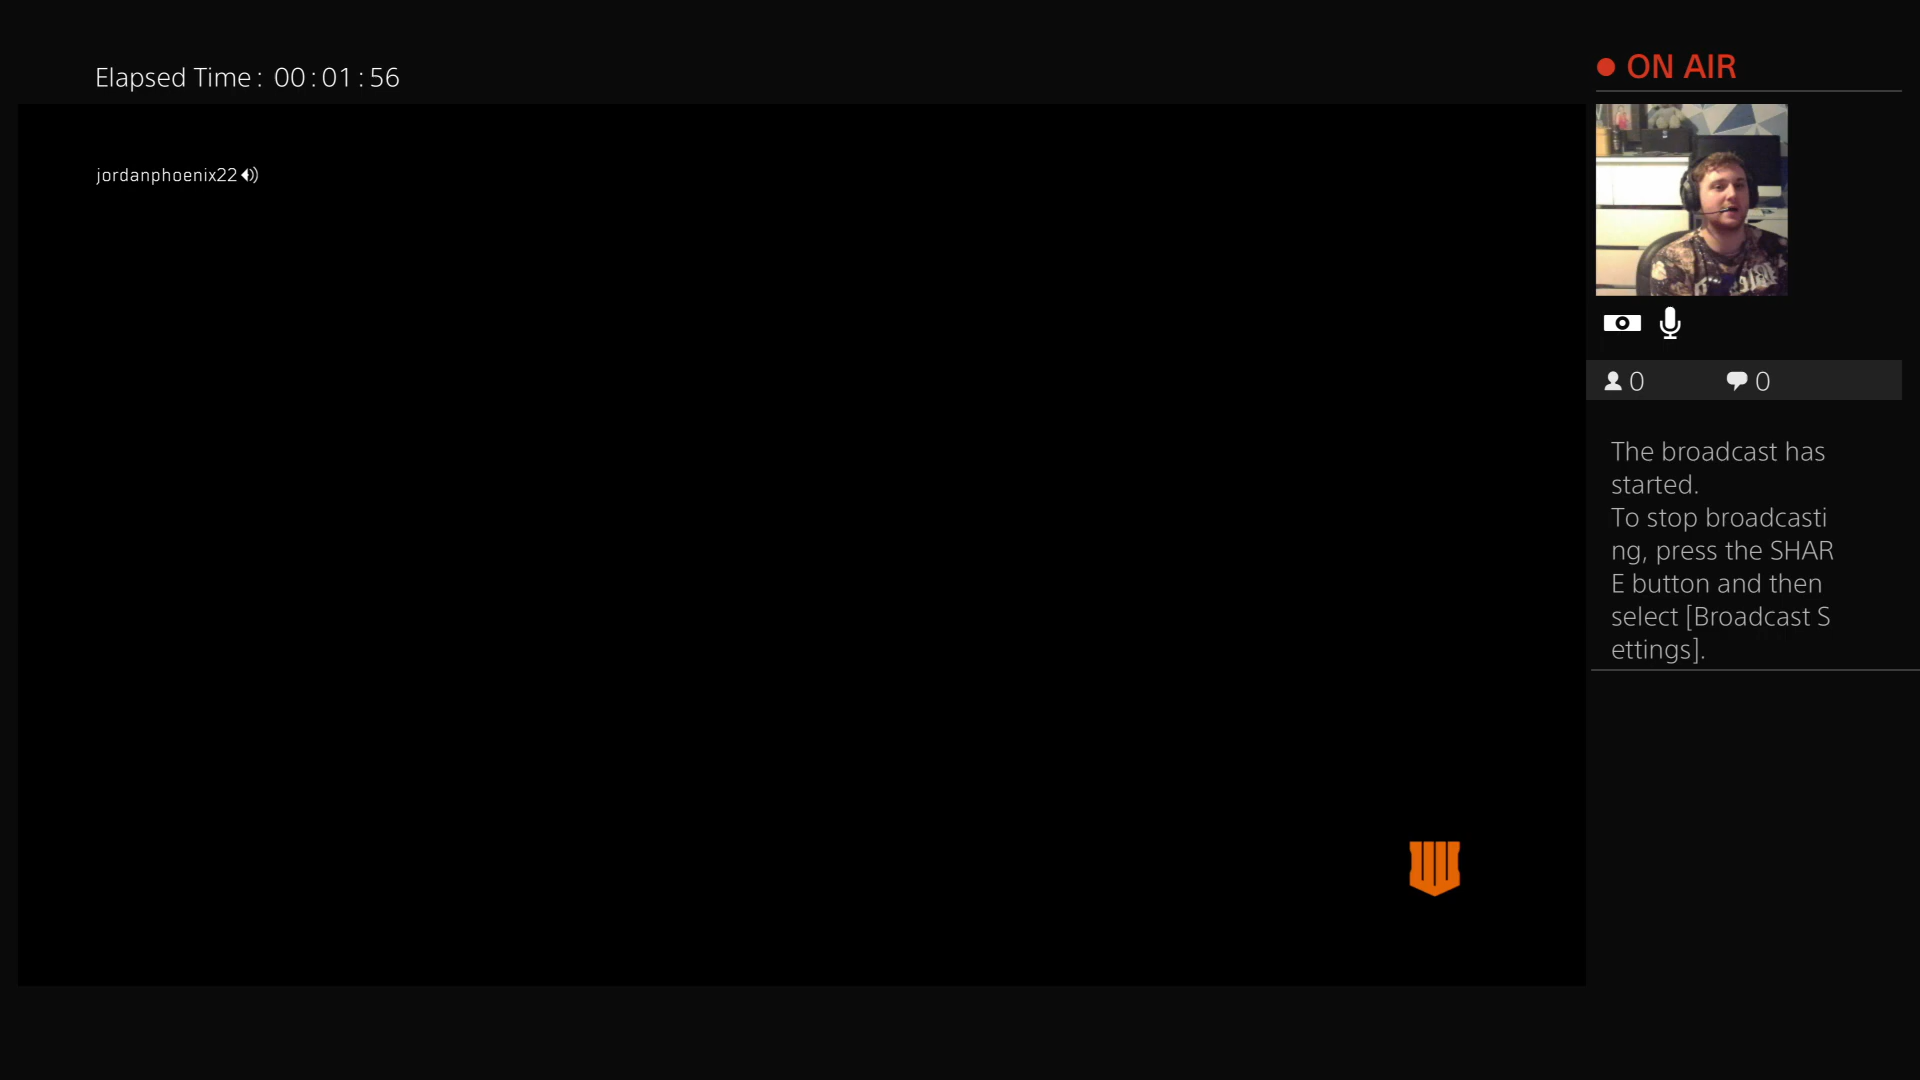 Elapsed Time: 00:01:56
ON AIR
jordanphoenix22
0
0
The broadcast has
started.
To stop broadcasti
ng, press the SHAR
E button and then
select [Broadcast S
ettings].